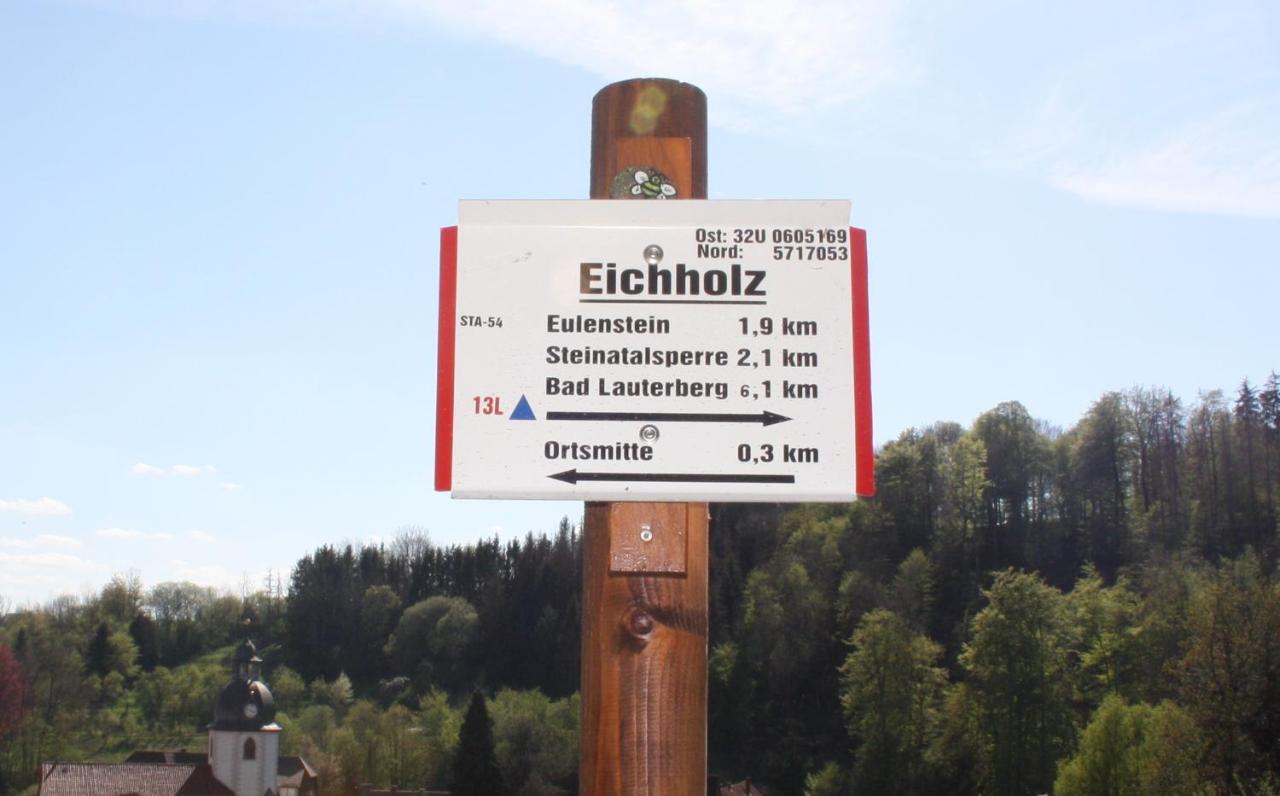 Ost: 32U 0605169
Nord: 5717053
Eichholz
STA-54
Eulenstein 1,9 km
Steinatalsperre 2,1 km
Bad Lauterberg 6,1 km
13L
Ortsmitte 0,3 km